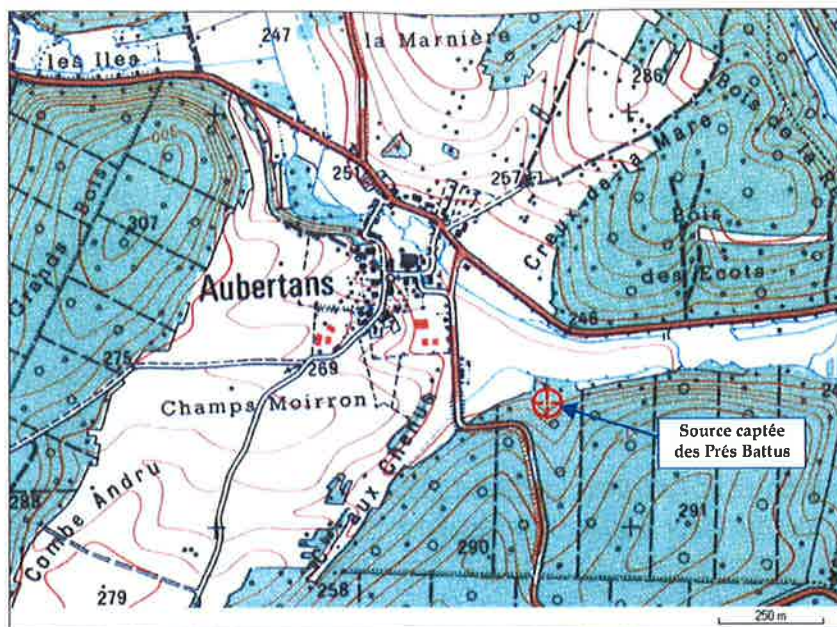 247
la Marnière
les Iles
286
Bois de la
300
251
257
Creux de la Mare
Bois
307
Grands Bois
des Ecots
Aubertans
246
275
269
Champs Moirron
Source captée
des Prés Battus
aux Chenus
288
Combe Andru
291
290
258
279
250 m